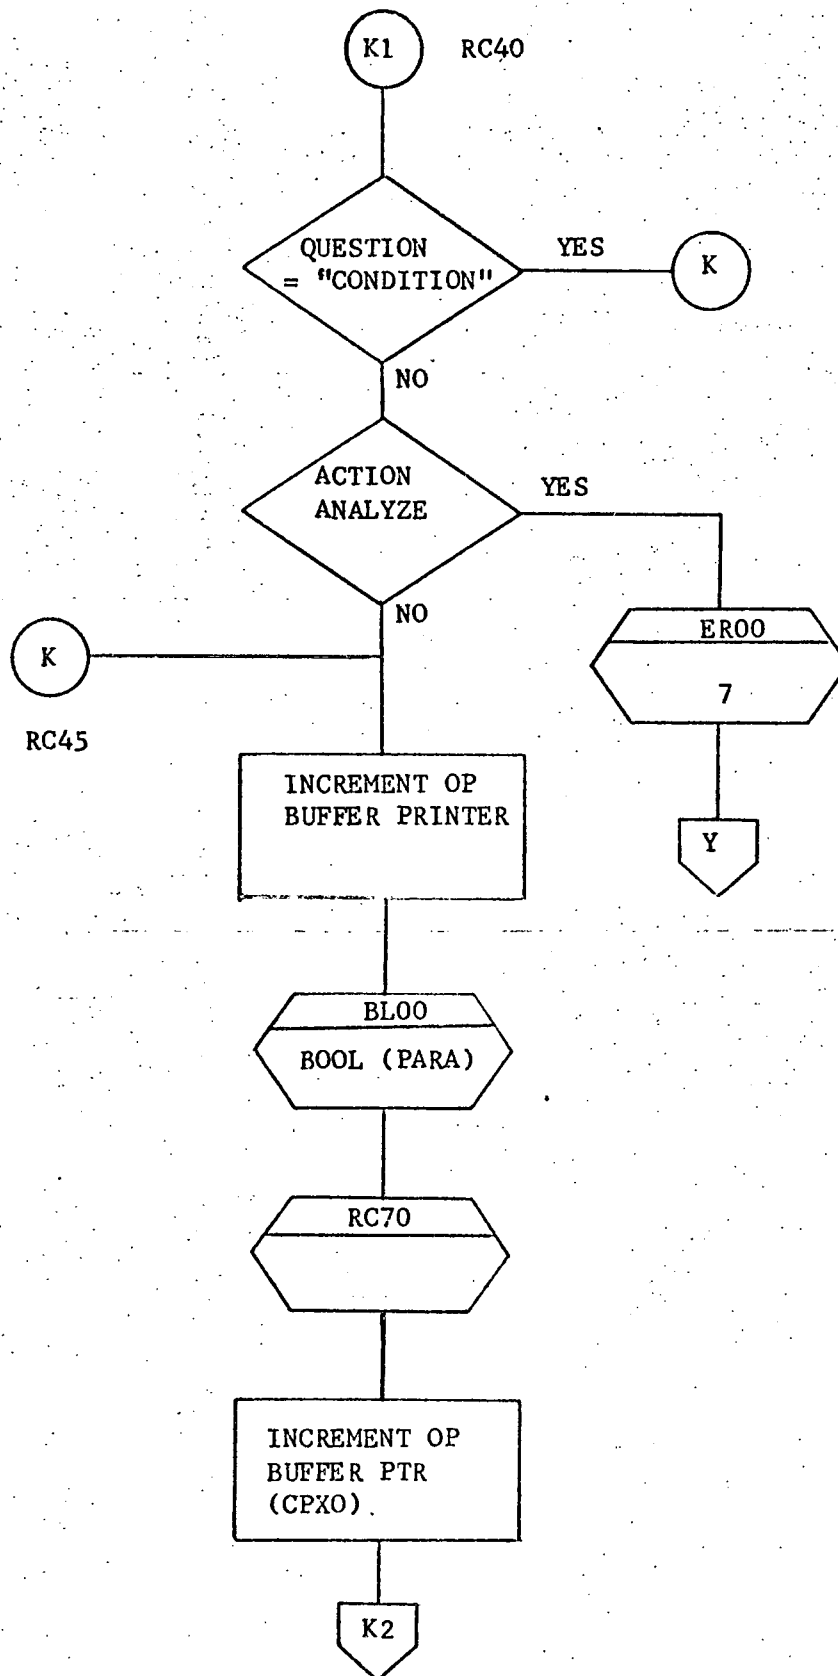 K1 RC40
QUESTION
= "CONDITION"
YES
K
NO
ACTION
ANALYZE
YES
NO
K
RC45
ER00
7
Y
INCREMENT OP
BUFFER PRINTER
BL00
BOOL (PARA)
RC70
INCREMENT OP
BUFFER PTR
(CPXO).
K2